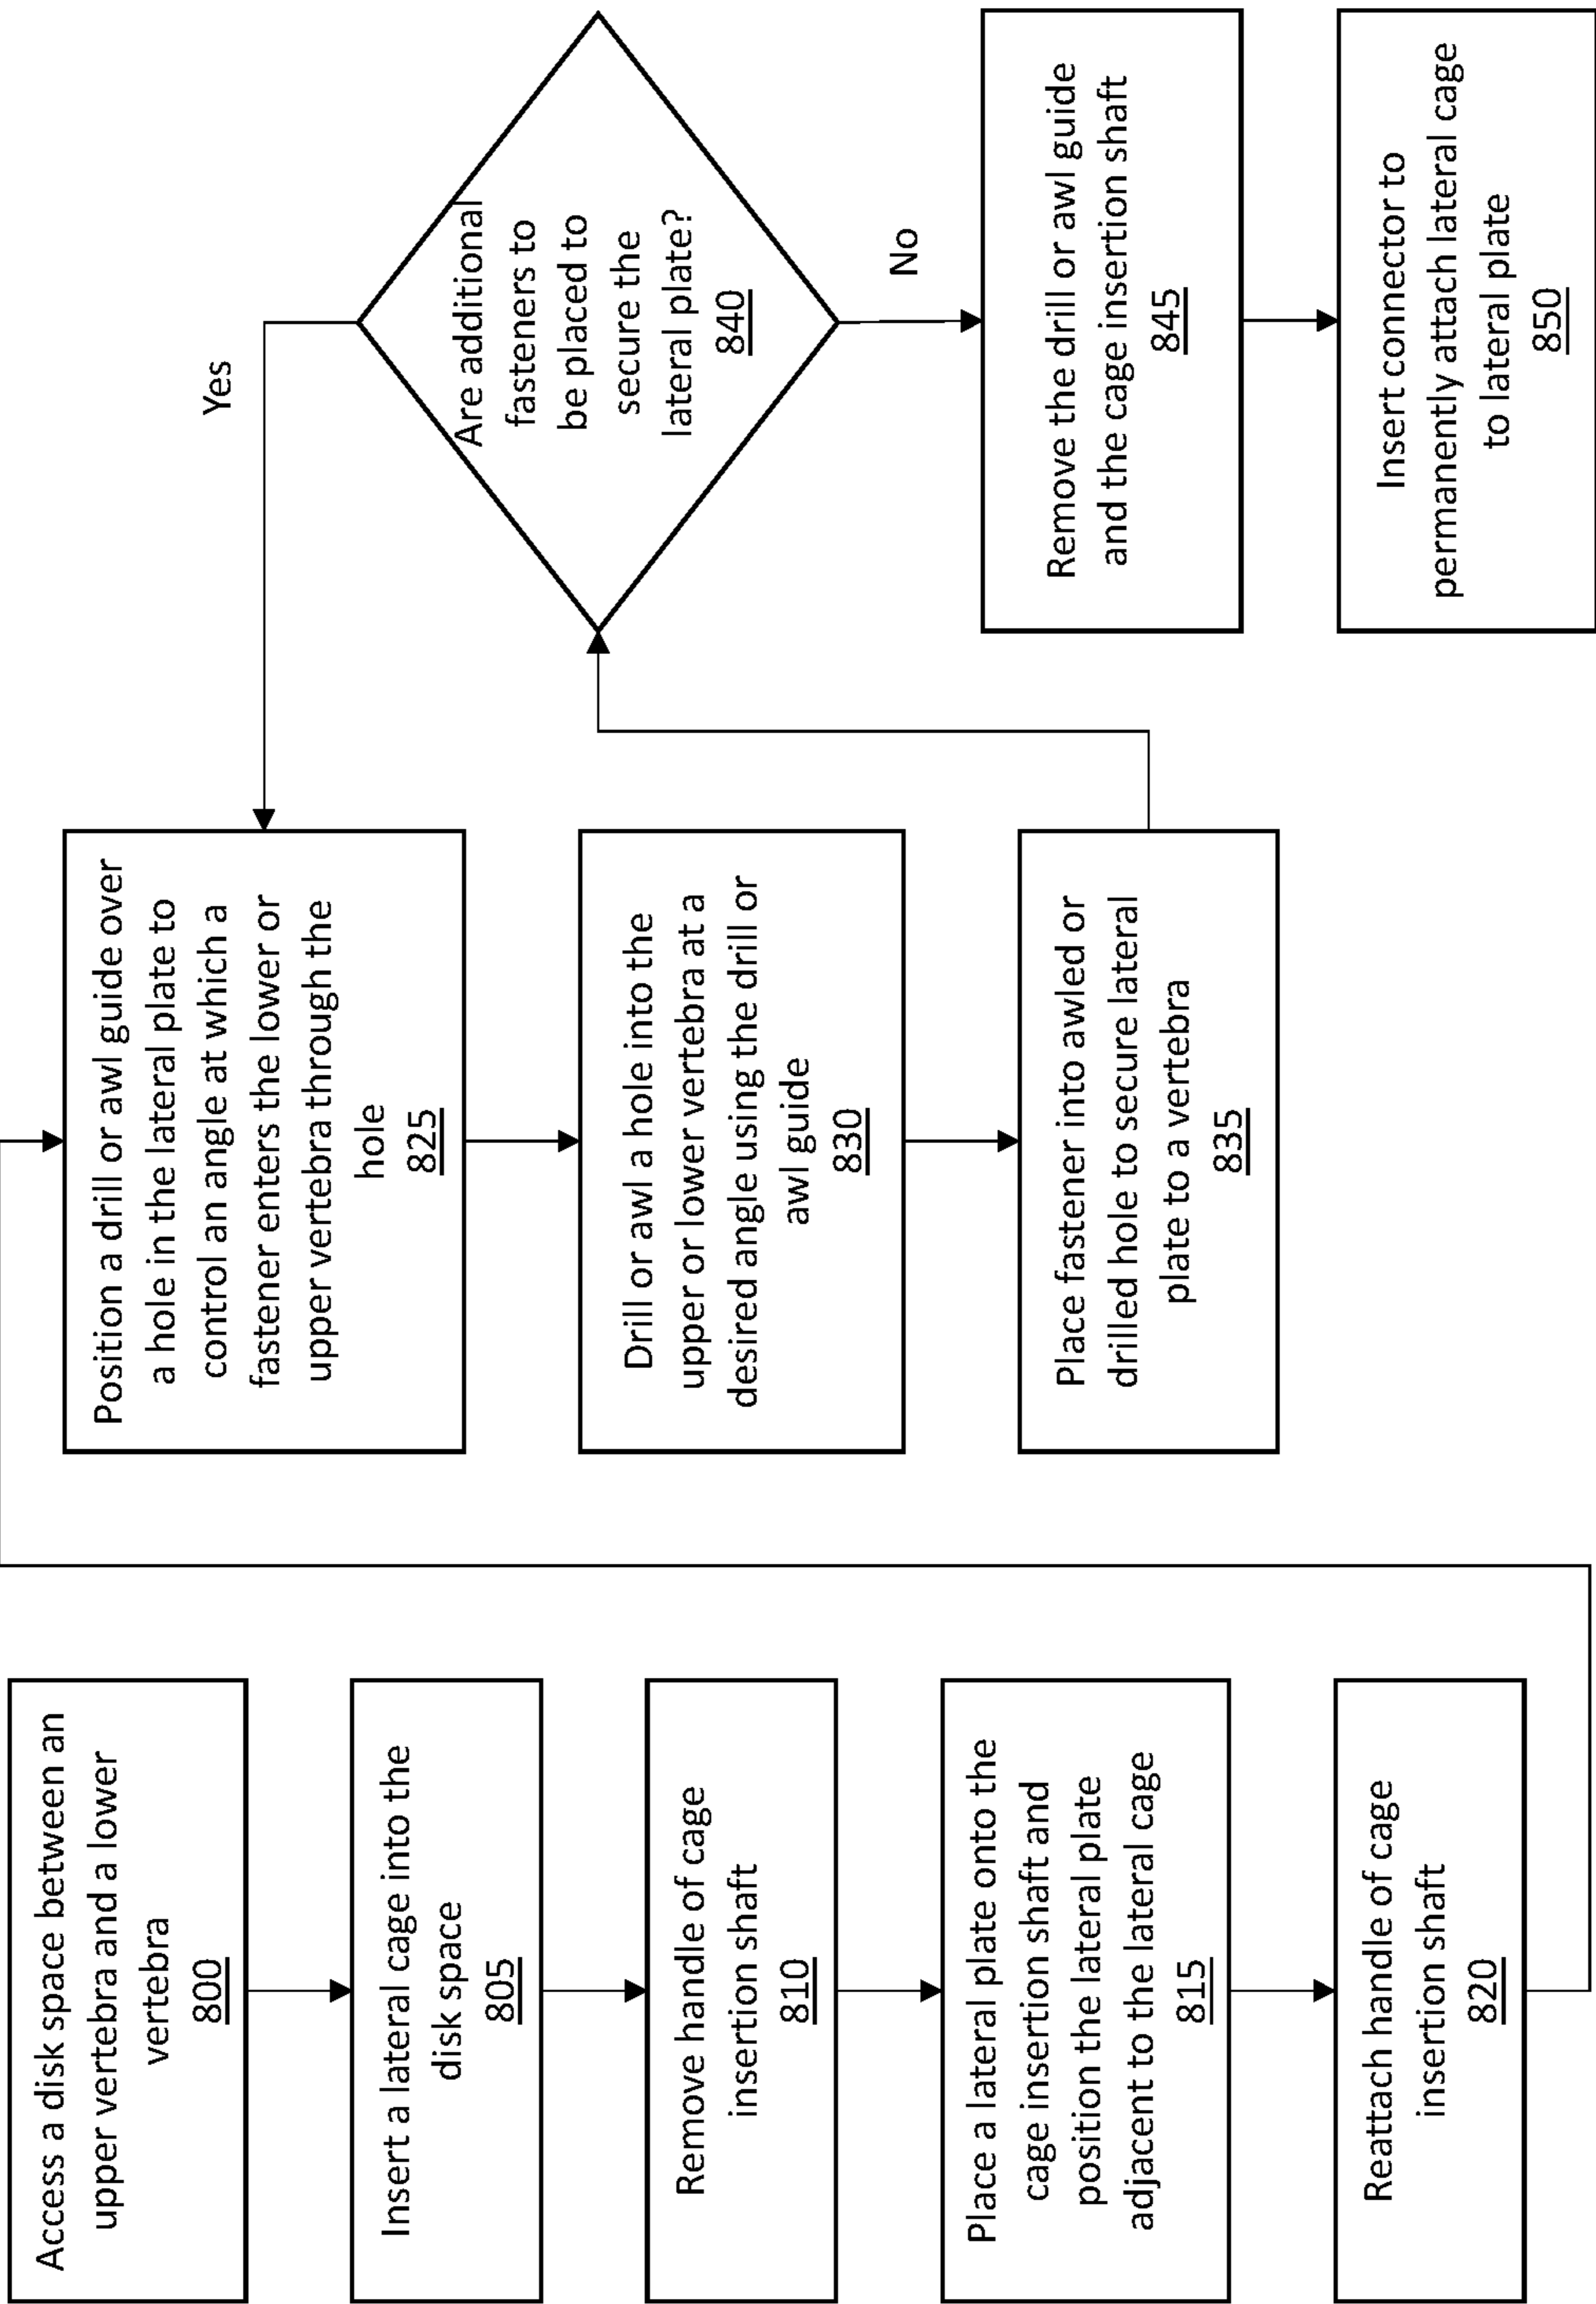 Access a disk space between an
upper vertebra and a lower
vertebra
800
Insert a lateral cage into the
disk space
805
Remove handle of cage
insertion shaft
810
Place a lateral plate onto the
cage insertion shaft and
position the lateral plate
adjacent to the lateral cage
815
Reattach handle of cage
insertion shaft
820
Position a drill or awl guide over
a hole in the lateral plate to
control an angle at which a
fastener enters the lower or
upper vertebra through the
hole
825
Drill or awl a hole into the
upper or lower vertebra at a
desired angle using the drill or
awl guide
830
Place fastener into awled or
drilled hole to secure lateral
plate to a vertebra
835
Yes
Are additional
fasteners to
be placed to
secure the
lateral plate?
840
No
Remove the drill or awl guide
and the cage insertion shaft
845
Insert connector to
permanently attach lateral cage
to lateral plate
850